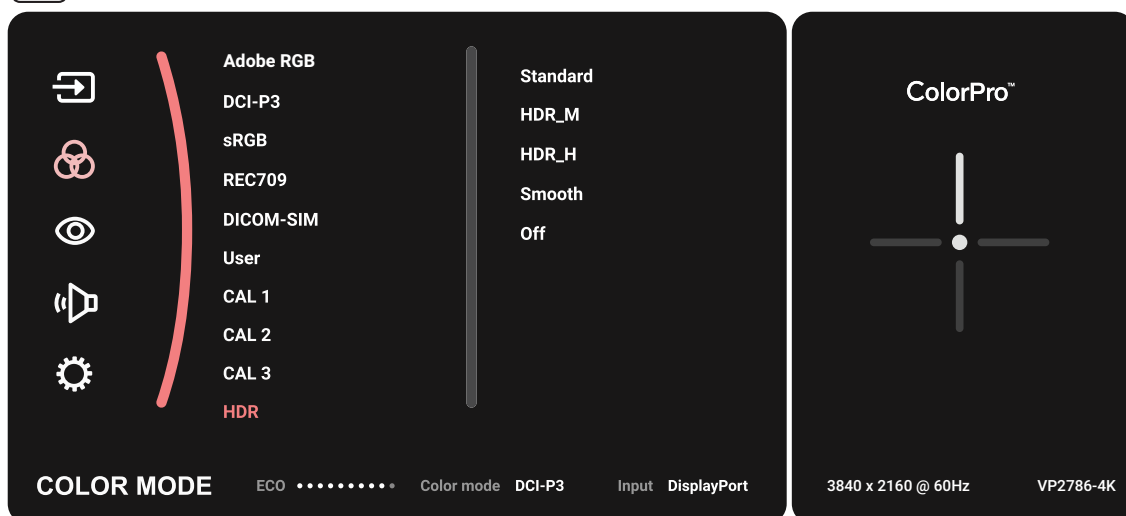 Adobe RGB
DCI-P3
sRGB
REC709
DICOM-SIM
User
CAL 1
CAL 2
CAL 3
HDR
Standard
HDR_M
HDR_H
Smooth
Off
COLOR MODE
ECO
Color mode DCI-P3
Input DisplayPort
ColorPro™
3840 x 2160 @ 60Hz
VP2786-4K